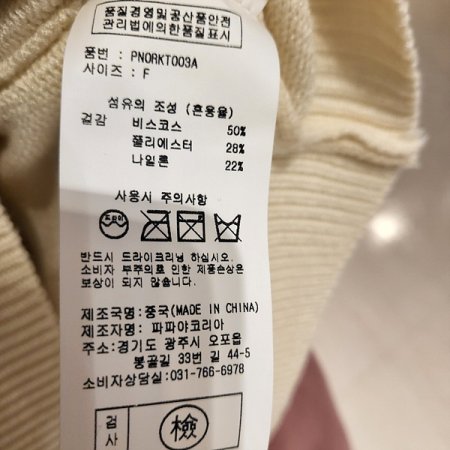 품질경영및공산품안전
관리법에의한품질표시
품번 : PNORKT003A
사이즈 : F
섬유의 조성 (혼용율)
겉감 비스코스 50%
폴리에스터 28%
나일론 22%
사용시 주의사항
드라이
반드시 드라이크리닝 하십시오.
소비자 부주의로 인한 제품손상은
보상이 되지 않습니다.
제조국명:중국(MADE IN CHINA)
제조자명: 파파야코리아
주소:경기도 광주시 오포읍
봉골길 33번 길 44-5
소비자상담실:031-766-6978
검사 檢